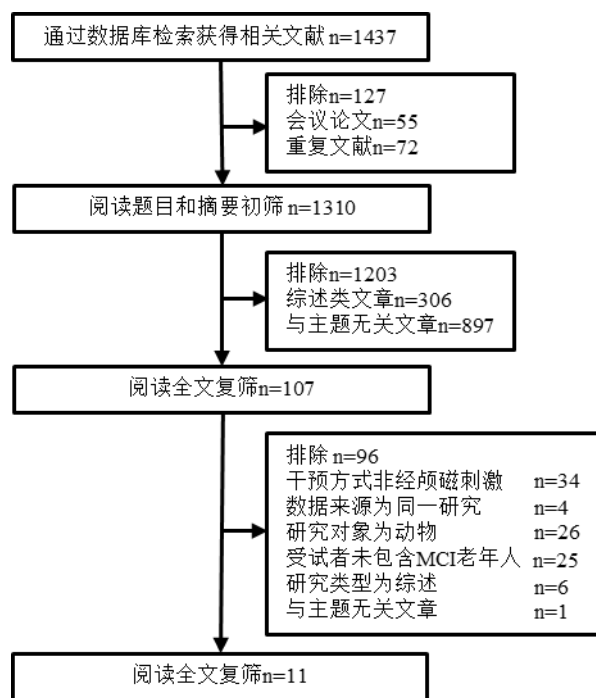 通过数据库检索获得相关文献 n=1437
排除n=127
会议论文n=55
重复文献n=72
阅读题目和摘要初筛 n=1310
排除n=1203
综述类文章n=306
与主题无关文章n=897
阅读全文复筛n=107
排除 n=96
干预方式非经颅磁刺激 n=34
数据来源为同一研究 n=4
研究对象为动物 n=26
受试者未包含MCI老年人 n=25
研究类型为综述 n=6
与主题无关文章 n=1
阅读全文复筛n=11